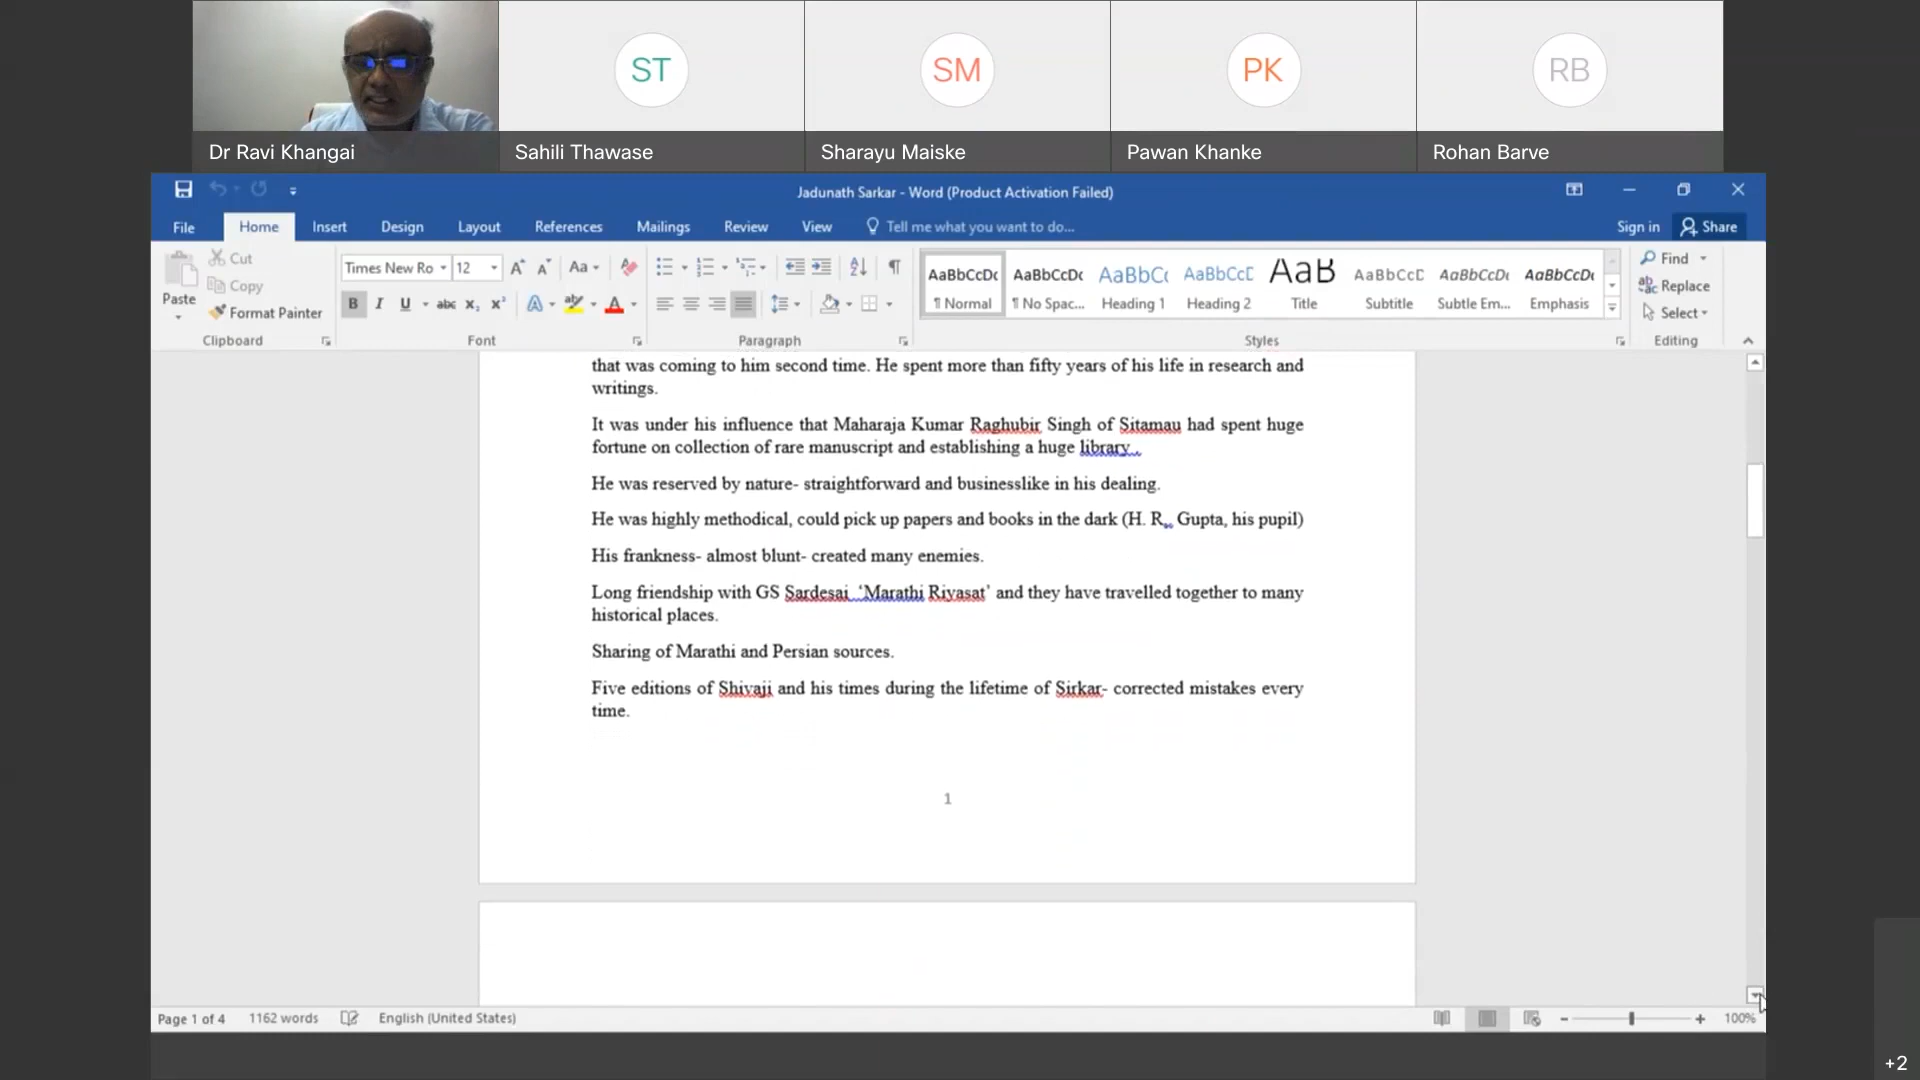 ST
SM
PK
RB
Dr Ravi Khangai
Sahili Thawase
Sharayu Maiske
Pawan Khanke
Rohan Barve
Jadunath Sarkar - Word (Product Activation Failed)
File Home Insert Design Layout References Mailings Review View Tell me what you want to do... Sign in Share
Paste
Cut
Copy
Format Painter
Clipboard
Times New Ro 12
Font
Paragraph
AaBbCcDc AaBbCcDc AaBbC AaBbCcD AaB AaBbCcD AaBbCcDc AaBbCcDc
¶ Normal ¶ No Spac... Heading 1 Heading 2 Title Subtitle Subtle Em... Emphasis
Styles
Find
Replace
Select
Editing
that was coming to him second time. He spent more than fifty years of his life in research and
writings.
It was under his influence that Maharaja Kumar Raghubir Singh of Sitamau had spent huge
fortune on collection of rare manuscript and establishing a huge library .
He was reserved by nature- straightforward and businesslike in his dealing.
He was highly methodical, could pick up papers and books in the dark (H. R,. Gupta, his pupil)
His frankness- almost blunt- created many enemies.
Long friendship with GS Sardesai ‘Marathi Riyasat’ and they have travelled together to many
historical places.
Sharing of Marathi and Persian sources.
Five editions of Shivaji and his times during the lifetime of Sirkar- corrected mistakes every
time.
1
Page 1 of 4 1162 words English (United States) 100%
+2